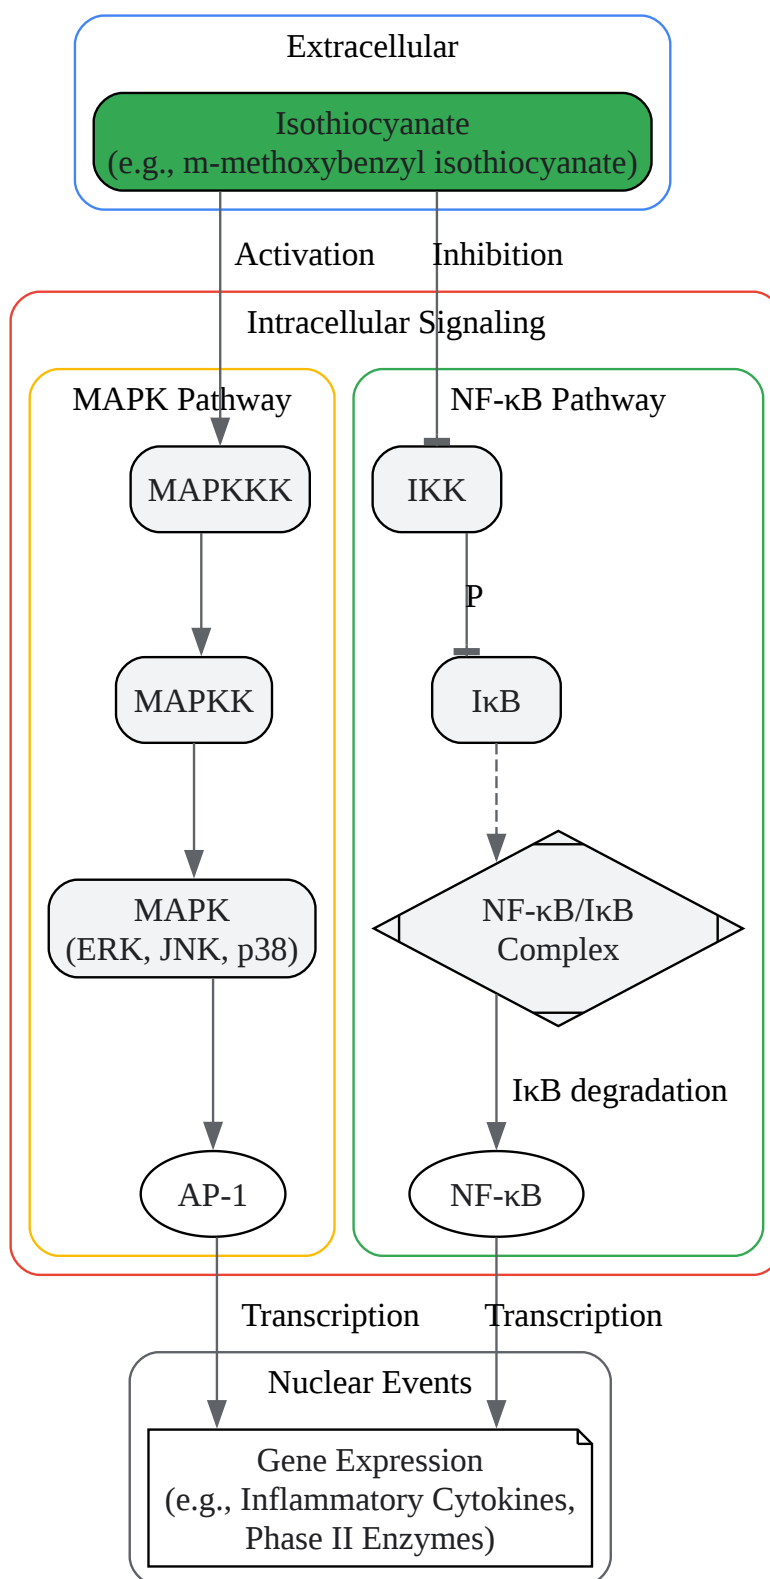 Extracellular
Isothiocyanate
(e.g., m-methoxybenzyl isothiocyanate)
Activation
Inhibition
Intracellular Signaling
MAPK Pathway
NF-κB Pathway
MAPKKK
IKK
P
MAPKK
IκB
MAPK
(ERK, JNK, p38)
NF-κB/IκB
Complex
IκB degradation
AP-1
NF-κB
Transcription
Transcription
Nuclear Events
Gene Expression
(e.g., Inflammatory Cytokines,
Phase II Enzymes)